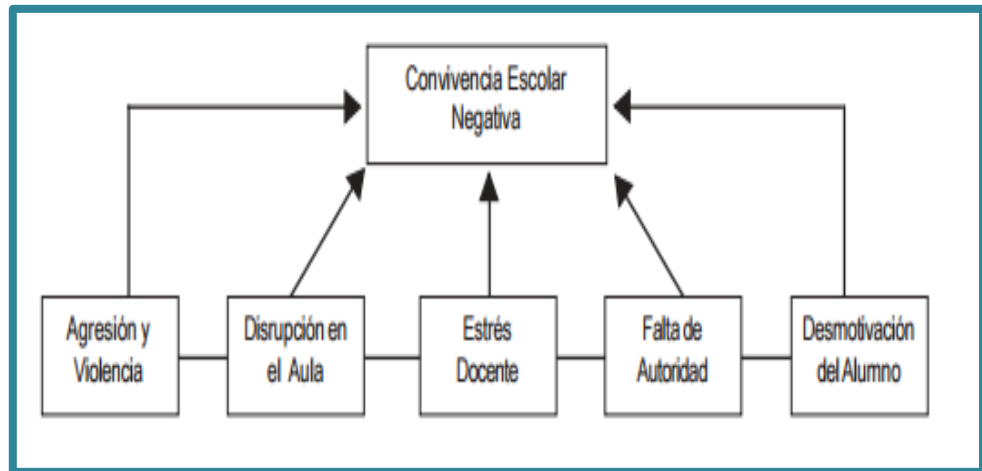 Convivencia Escolar
Negativa
Agresión y
Violencia
Disrupción en
el Aula
Estrés
Docente
Falta de
Autoridad
Desmotivación
del Alumno